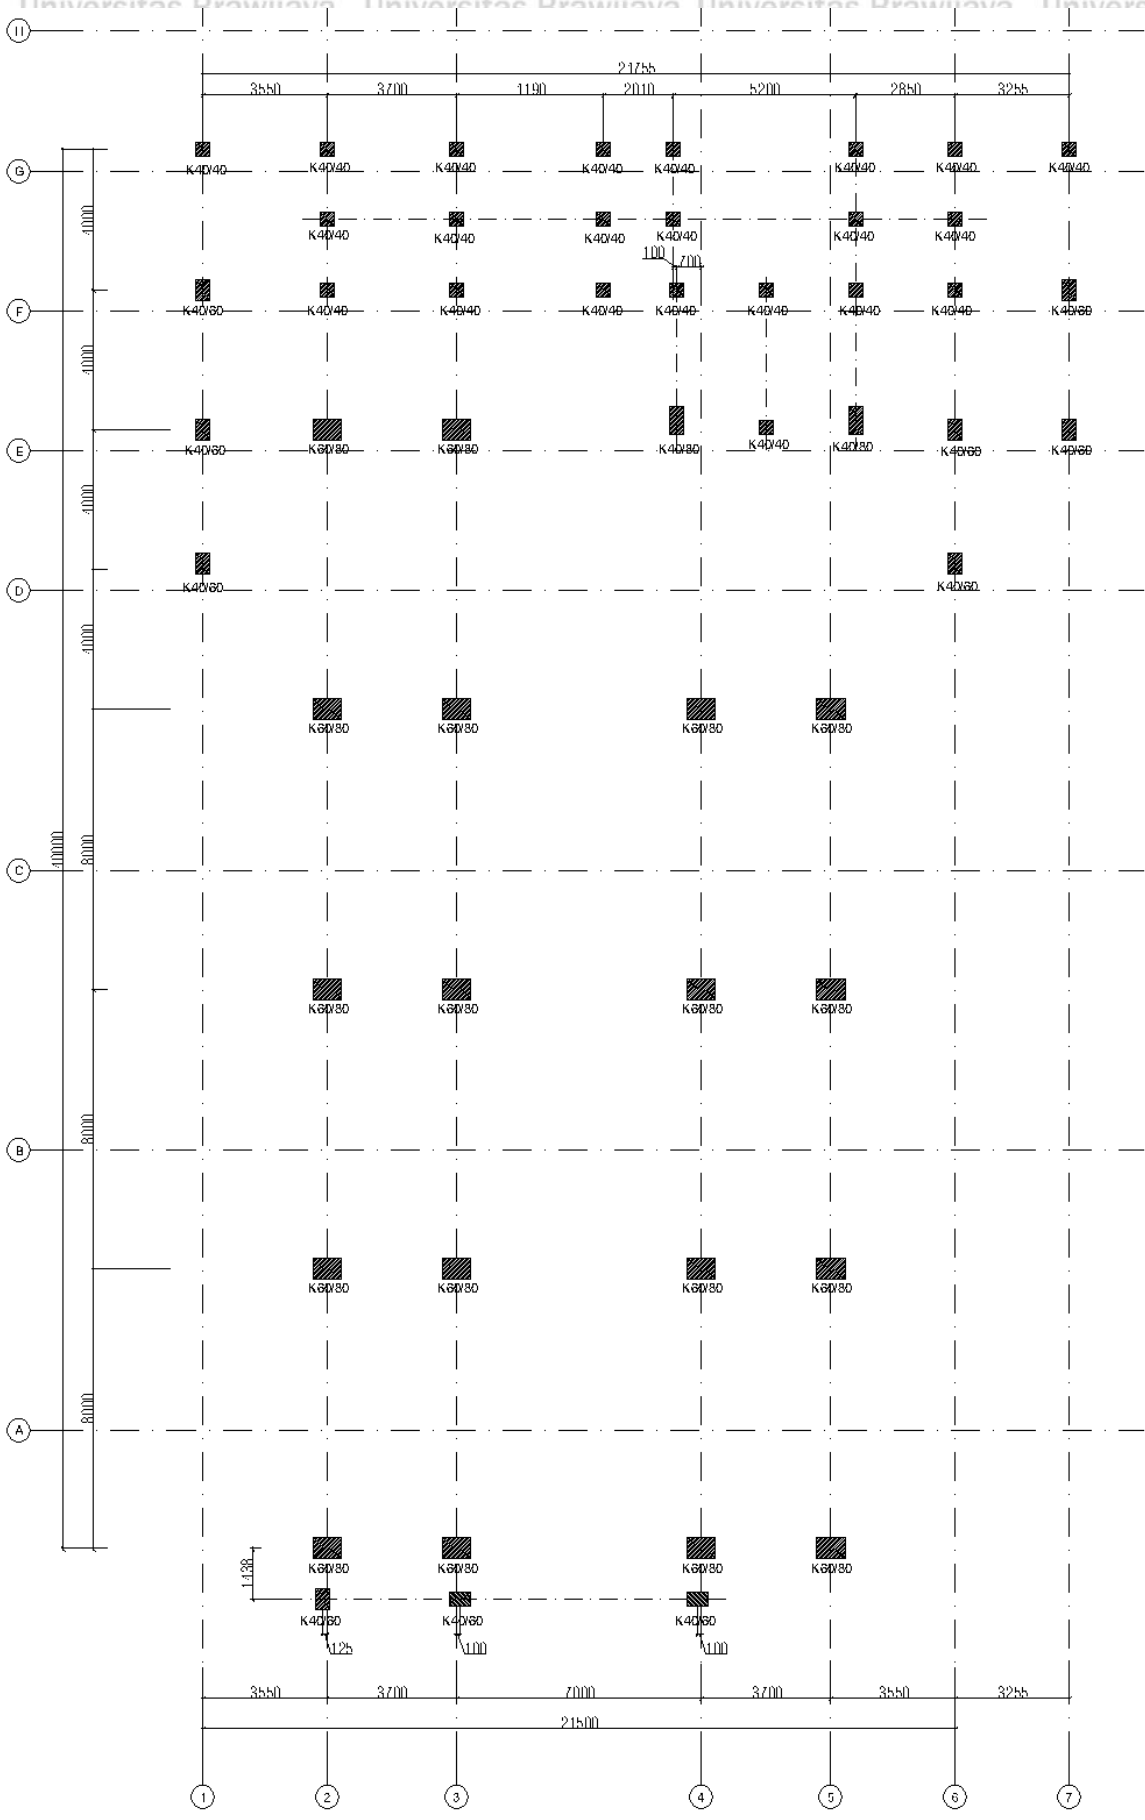 Universitas Brawijaya Universitas Brawijaya Universitas Brawijaya Univers
H
21755
3550 3700 4190 2010 5200 2850 3255
G
K40/40 K40/40 K40/40 K40/40 K40/40 K40/40 K40/40 K40/40
4000
K40/40 K40/40 K40/40 K40/40 K40/40 K40/40
100 700
F
K40/60 K40/40 K40/40 K40/40 K40/40 K40/40 K40/40 K40/40 K40/60
4000
E
K40/60 K60/80 K60/80 K40/80 K40/40 K40/80 K40/60 K40/60
4000
D
K40/60 K40/60
4000
K60/80 K60/80 K60/80 K60/80
40000
8000
C
K60/80 K60/80 K60/80 K60/80
8000
B
K60/80 K60/80 K60/80 K60/80
8000
A
K60/80 K60/80 K60/80 K60/80
1438
K40/60 K40/60 K40/60
125 100 100
3550 3700 7000 3700 3550 3255
21500
1 2 3 4 5 6 7